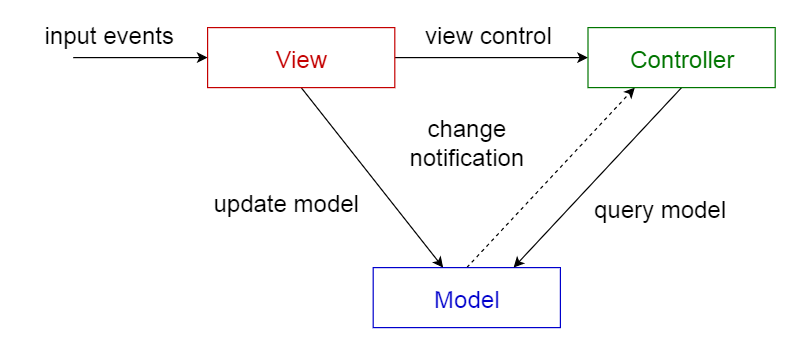 input events
view control
View
Controller
change
notification
update model
query model
Model